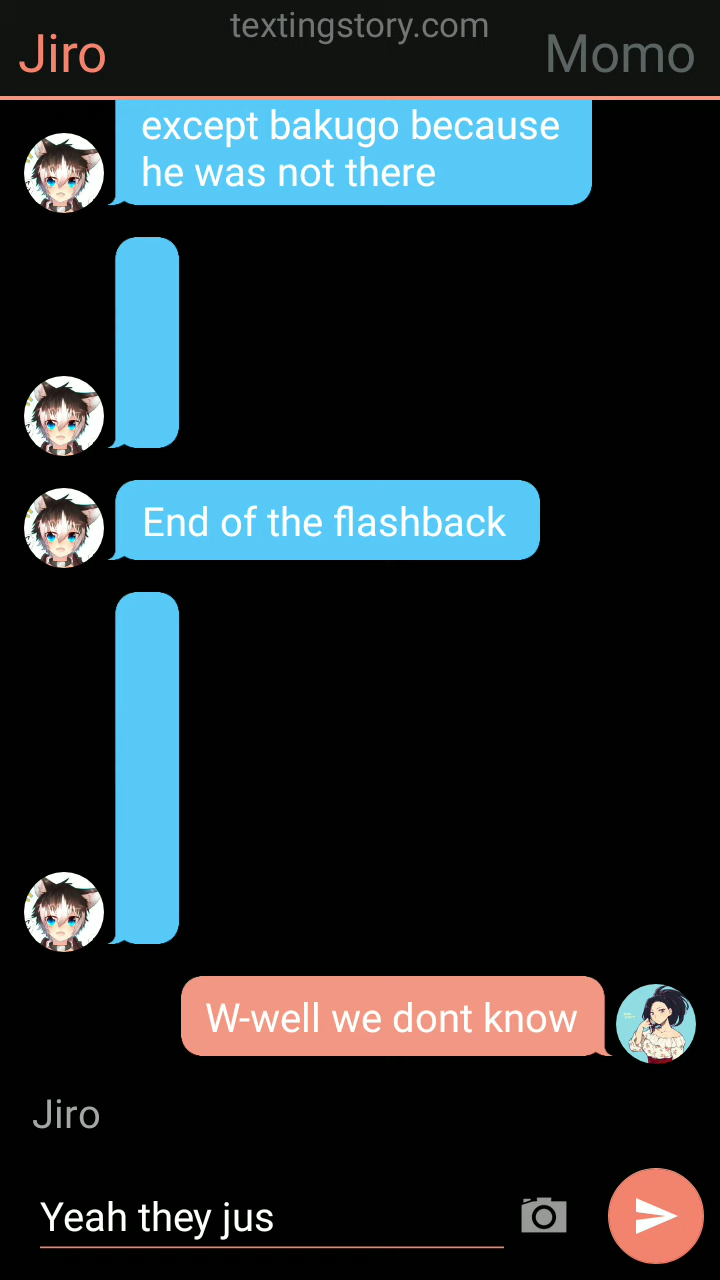 textingstory.com
Jiro
Momo
except bakugo because
he was not there
End of the flashback
W-well we dont know
Jiro
Yeah they jus